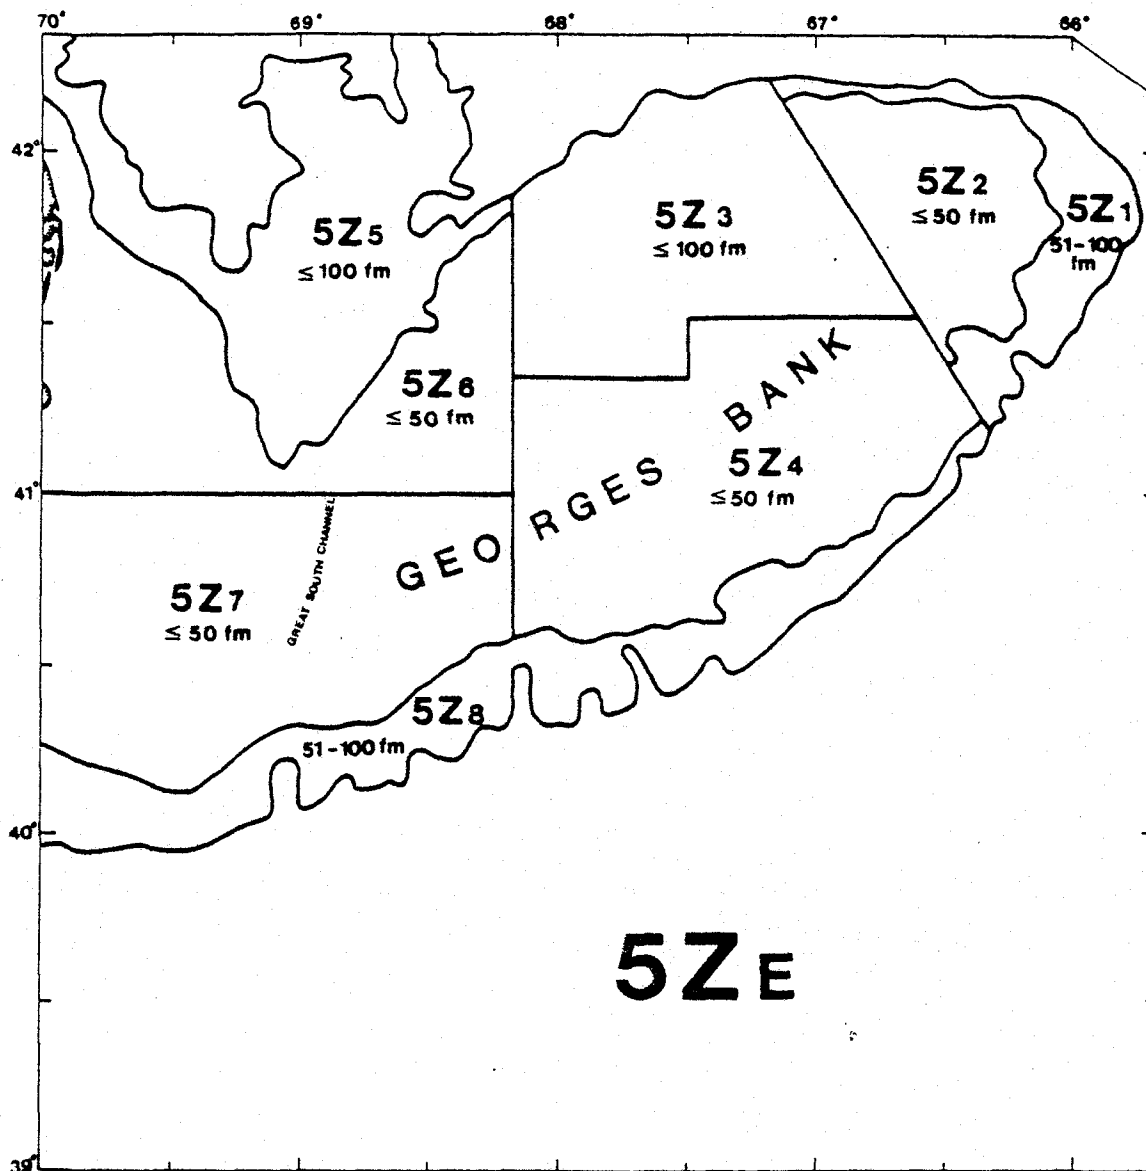 70° 69° 68° 67° 66°
42°
5Z2
≤50 fm
5Z1
51-100
fm
5Z3
≤100 fm
5Z5
≤100 fm
5Z6
≤50 fm
GEORGES BANK
5Z4
≤50 fm
41°
GREAT SOUTH CHANNEL
5Z7
≤50 fm
5Z8
51-100 fm
40°
5ZE
39°